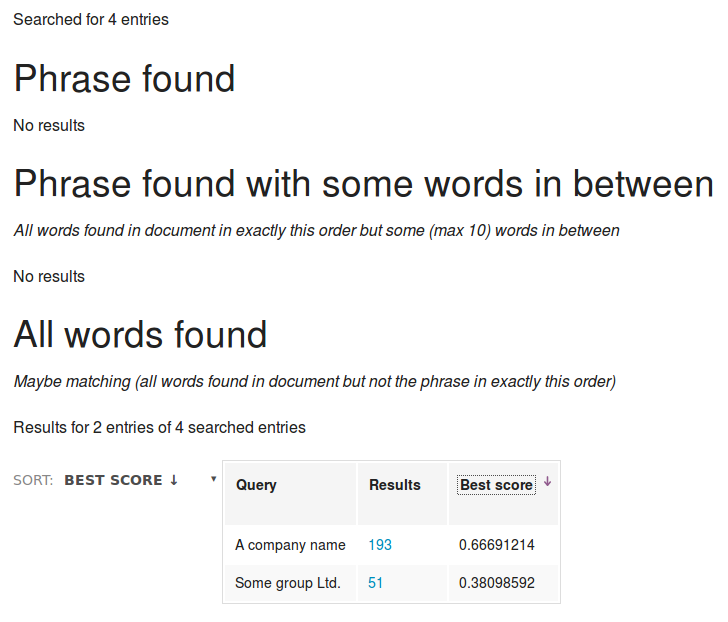 Searched for 4 entries
Phrase found
No results
Phrase found with some words in between
All words found in document in exactly this order but some (max 10) words in between
No results
All words found
Maybe matching (all words found in document but not the phrase in exactly this order)
Results for 2 entries of 4 searched entries
SORT: BEST SCORE ↓ ▾
Query Results Best score ↓
A company name 193 0.66691214
Some group Ltd. 51 0.38098592